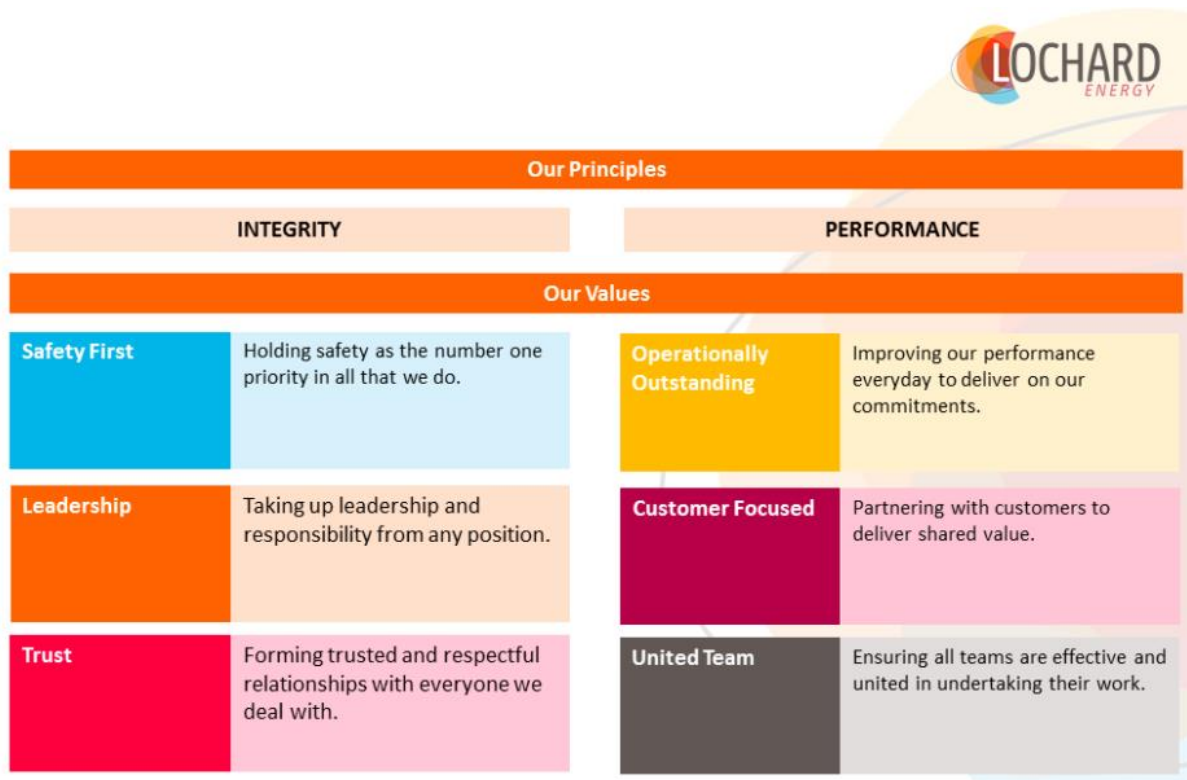 LOCHARD
ENERGY
Our Principles
INTEGRITY
PERFORMANCE
Our Values
Safety First
Holding safety as the number one
priority in all that we do.
Operationally
Outstanding
Improving our performance
everyday to deliver on our
commitments.
Leadership
Taking up leadership and
responsibility from any position.
Customer Focused
Partnering with customers to
deliver shared value.
Trust
Forming trusted and respectful
relationships with everyone we
deal with.
United Team
Ensuring all teams are effective and
united in undertaking their work.